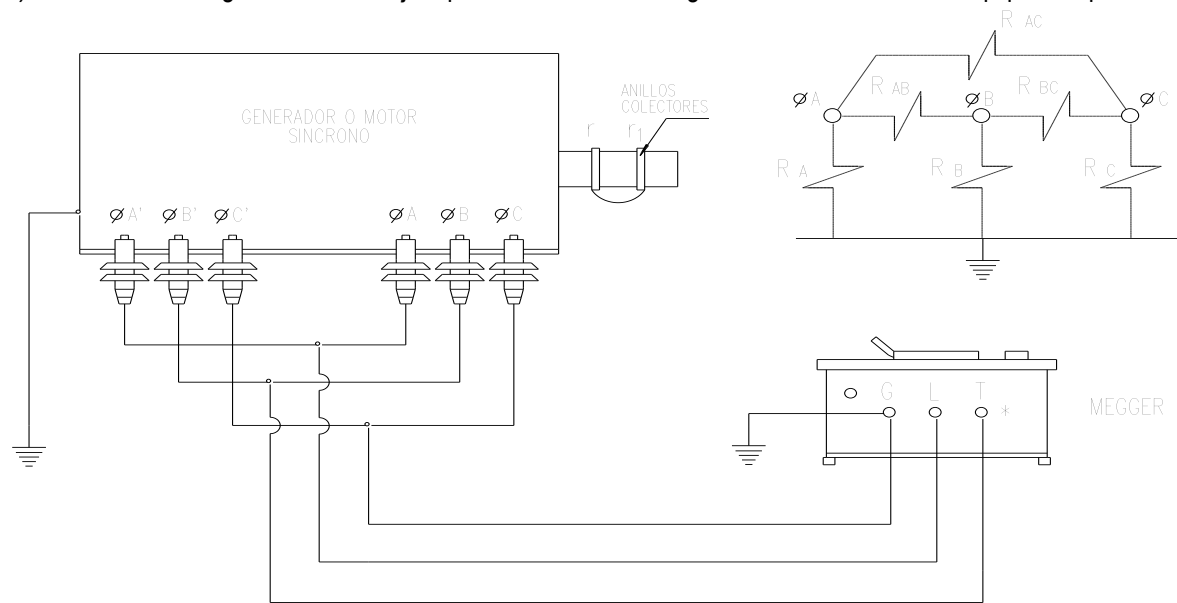 GENERADOR O MOTOR
SINCRONO
ANILLOS
COLECTORES
r r1
ØA' ØB' ØC' ØA ØB ØC
R AC
ØA R AB ØB R BC ØC
R A R B R C
G L T *
MEGGER